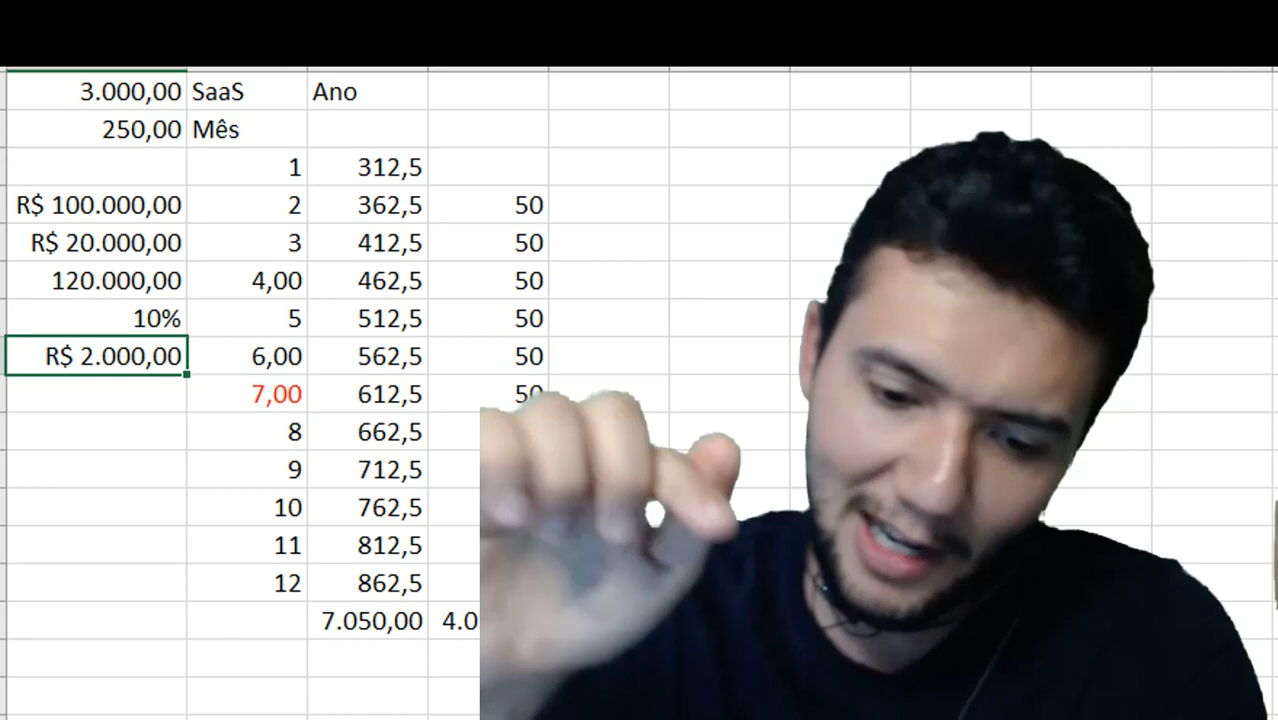 3.000,00 SaaS Ano
250,00 Mês
1 312,5
R$ 100.000,00 2 362,5 50
R$ 20.000,00 3 412,5 50
120.000,00 4,00 462,5 50
10% 5 512,5 50
R$ 2.000,00 6,00 562,5 50
7,00 612,5 50
8 662,5
9 712,5
10 762,5
11 812,5
12 862,5
7.050,00 4.0